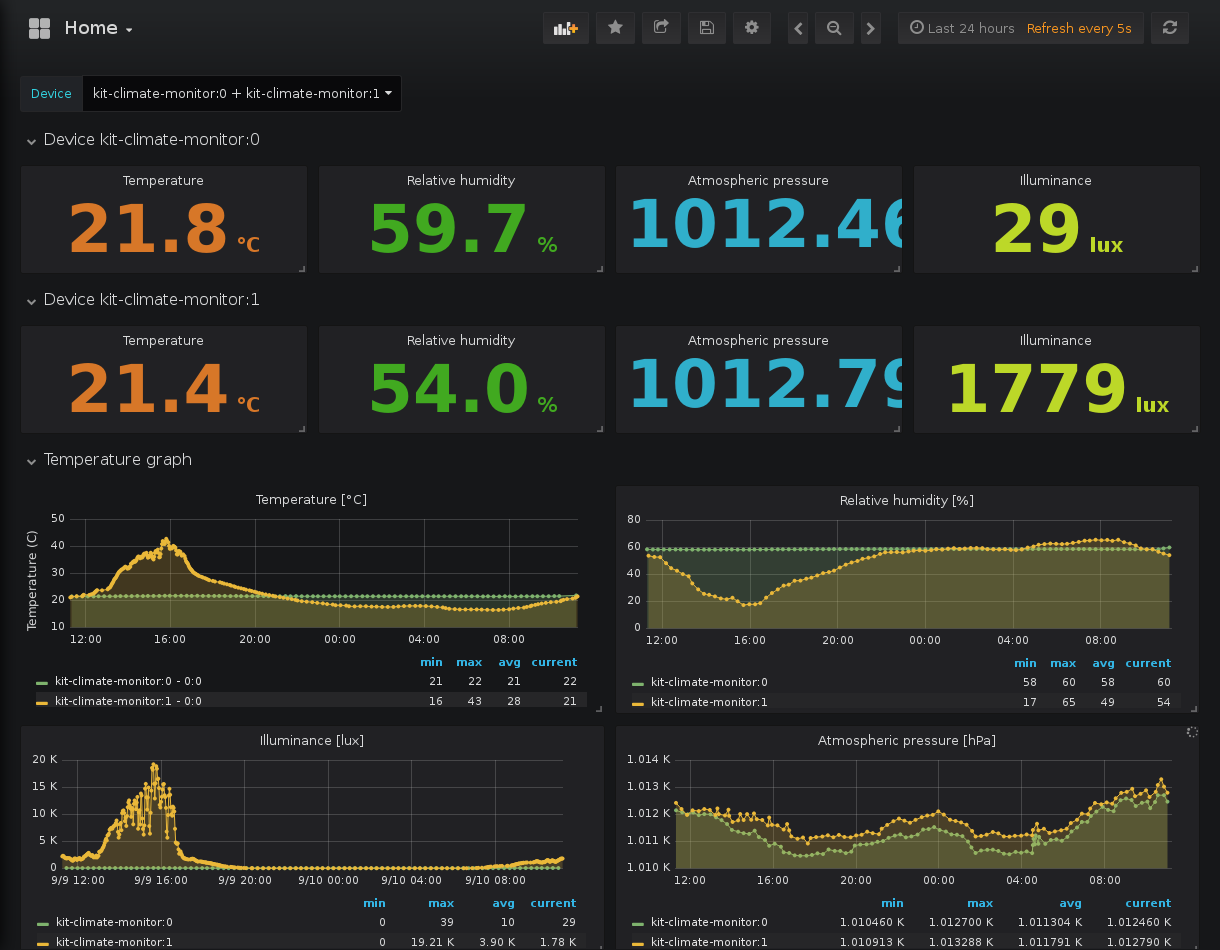 Home
Last 24 hours Refresh every 5s
Device kit-climate-monitor:0 + kit-climate-monitor:1
Device kit-climate-monitor:0
Temperature Relative humidity Atmospheric pressure Illuminance
21.8 °C 59.7 % 1012.46 29 lux
Device kit-climate-monitor:1
Temperature Relative humidity Atmospheric pressure Illuminance
21.4 °C 54.0 % 1012.79 1779 lux
Temperature graph
Temperature [°C]
Temperature (C)
50
40
30
20
10
12:00 16:00 20:00 00:00 04:00 08:00
min max avg current
kit-climate-monitor:0 - 0:0 21 22 21 22
kit-climate-monitor:1 - 0:0 16 43 28 21
Relative humidity [%]
80
60
40
20
0
12:00 16:00 20:00 00:00 04:00 08:00
min max avg current
kit-climate-monitor:0 58 60 58 60
kit-climate-monitor:1 17 65 49 54
Illuminance [lux]
20 K
15 K
10 K
5 K
0
9/9 12:00 9/9 16:00 9/9 20:00 9/10 00:00 9/10 04:00 9/10 08:00
min max avg current
kit-climate-monitor:0 0 39 10 29
kit-climate-monitor:1 0 19.21 K 3.90 K 1.78 K
Atmospheric pressure [hPa]
1.014 K
1.013 K
1.012 K
1.011 K
1.010 K
12:00 16:00 20:00 00:00 04:00 08:00
min max avg current
kit-climate-monitor:0 1.010460 K 1.012700 K 1.011304 K 1.012460 K
kit-climate-monitor:1 1.010913 K 1.013288 K 1.011791 K 1.012790 K